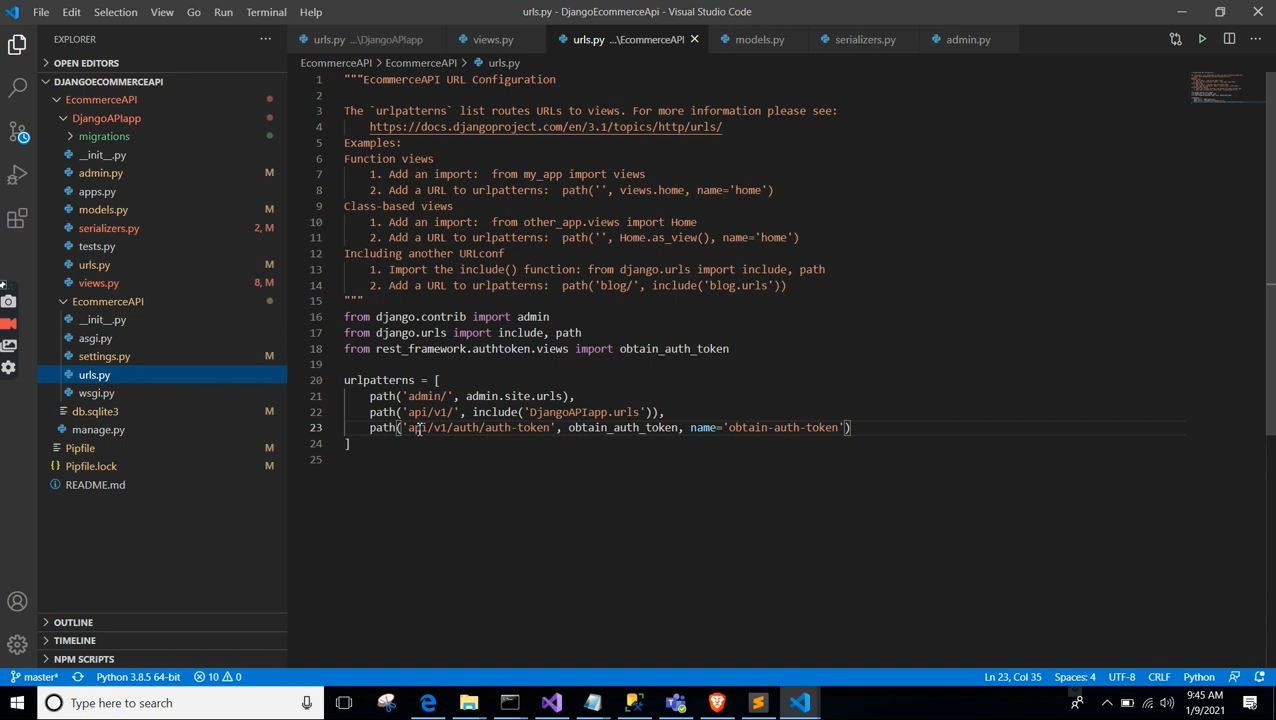 File Edit Selection View Go Run Terminal Help
urls.py - DjangoEcommerceApi - Visual Studio Code
EXPLORER
OPEN EDITORS
DJANGOECOMMERCEAPI
EcommerceAPI
DjangoAPIapp
migrations
__init__.py
admin.py M
apps.py
models.py M
serializers.py 2, M
tests.py
urls.py M
views.py 8, M
EcommerceAPI
__init__.py
asgi.py
settings.py M
urls.py M
wsgi.py
db.sqlite3 M
manage.py
Pipfile M
Pipfile.lock M
README.md
OUTLINE
TIMELINE
NPM SCRIPTS
urls.py ...\DjangoAPIapp views.py urls.py ...\EcommerceAPI models.py serializers.py admin.py
EcommerceAPI > EcommerceAPI > urls.py
1 """EcommerceAPI URL Configuration
2
3 The `urlpatterns` list routes URLs to views. For more information please see:
4 https://docs.djangoproject.com/en/3.1/topics/http/urls/
5 Examples:
6 Function views
7 1. Add an import:  from my_app import views
8 2. Add a URL to urlpatterns:  path('', views.home, name='home')
9 Class-based views
10 1. Add an import:  from other_app.views import Home
11 2. Add a URL to urlpatterns:  path('', Home.as_view(), name='home')
12 Including another URLconf
13 1. Import the include() function: from django.urls import include, path
14 2. Add a URL to urlpatterns:  path('blog/', include('blog.urls'))
15 """
16 from django.contrib import admin
17 from django.urls import include, path
18 from rest_framework.authtoken.views import obtain_auth_token
19
20 urlpatterns = [
21 path('admin/', admin.site.urls),
22 path('api/v1/', include('DjangoAPIapp.urls')),
23 path('api/v1/auth/auth-token', obtain_auth_token, name='obtain-auth-token')
24 ]
25
master* Python 3.8.5 64-bit 10 0 Ln 23, Col 35 Spaces: 4 UTF-8 CRLF Python
Type here to search
9:45 AM
1/9/2021